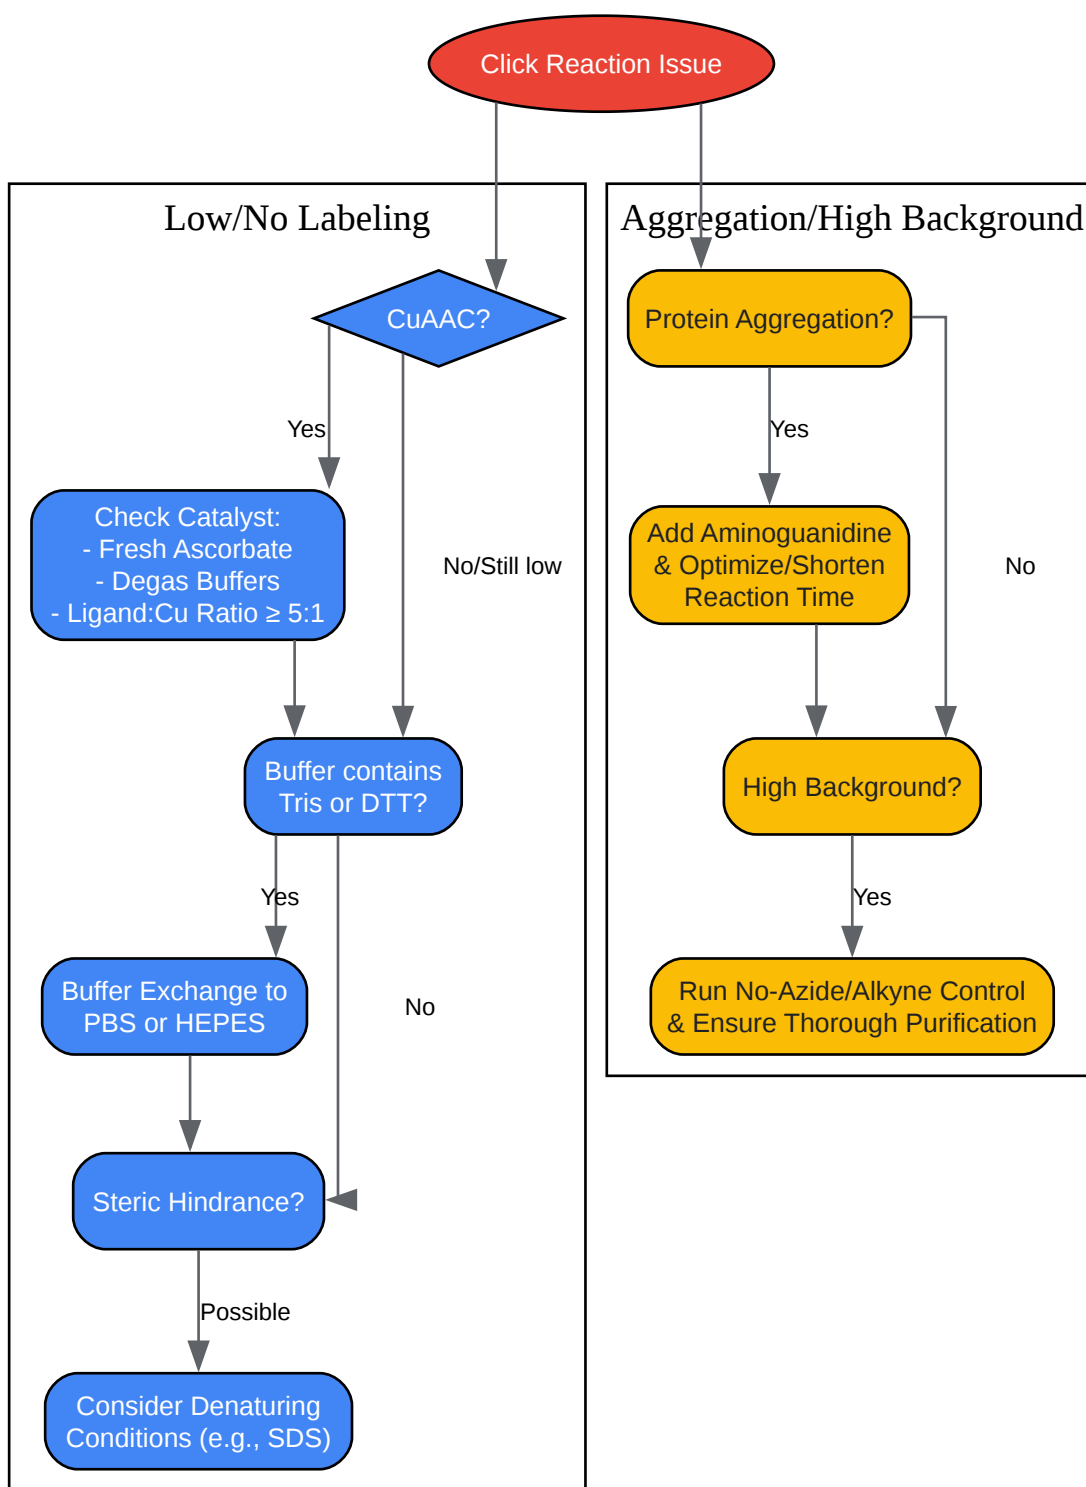 Click Reaction Issue
Low/No Labeling
CuAAC?
Yes
Check Catalyst:
- Fresh Ascorbate
- Degas Buffers
- Ligand:Cu Ratio ≥ 5:1
No/Still low
Buffer contains
Tris or DTT?
Yes
Buffer Exchange to
PBS or HEPES
No
Steric Hindrance?
Possible
Consider Denaturing
Conditions (e.g., SDS)
Aggregation/High Background
Protein Aggregation?
Yes
Add Aminoguanidine
& Optimize/Shorten
Reaction Time
No
High Background?
Yes
Run No-Azide/Alkyne Control
& Ensure Thorough Purification